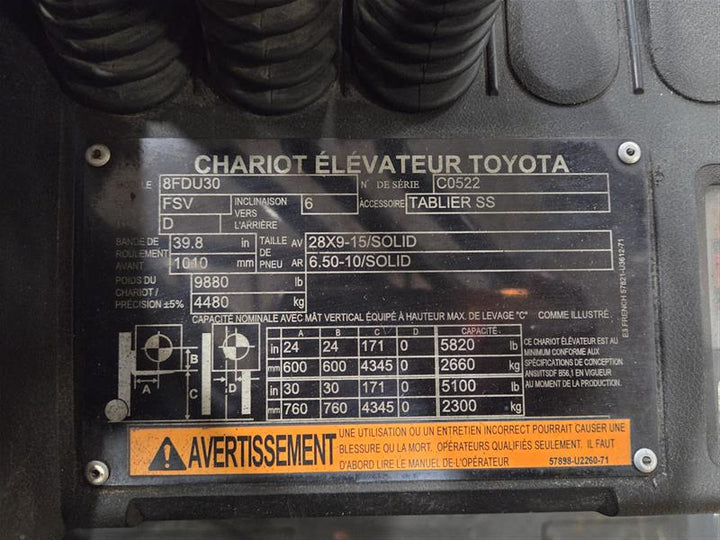 CHARIOT ÉLÉVATEUR TOYOTA
LE 8FDU30 N° DE SÉRIE C0522
FSV INCLINAISON VERS L'ARRIÈRE 6 ACCESSOIRE TABLIER SS
D
BANDE DE ROULEMENT AVANT 39.8 in TAILLE DE PNEU AV 28X9-15/SOLID
1010 mm AR 6.50-10/SOLID
POIDS DU CHARIOT / PRÉCISION ±5% 9880 lb
4480 kg
CAPACITÉ NOMINALE AVEC MÂT VERTICAL ÉQUIPÉ À HAUTEUR MAX. DE LEVAGE "C" COMME ILLUSTRÉ.
A B C D CAPACITÉ
in 24 24 171 0 5820 lb
mm 600 600 4345 0 2660 kg
in 30 30 171 0 5100 lb
mm 760 760 4345 0 2300 kg
A B C D
CE CHARIOT ÉLÉVATEUR EST AU
MINIMUM CONFORME AUX
SPÉCIFICATIONS DE CONCEPTION
ANSI/ITSDF B56.1 EN VIGUEUR
AU MOMENT DE LA PRODUCTION.
E3 FRENCH 57821-U3612-71
AVERTISSEMENT
UNE UTILISATION OU UN ENTRETIEN INCORRECT POURRAIT CAUSER UNE
BLESSURE OU LA MORT. OPÉRATEURS QUALIFIÉS SEULEMENT. IL FAUT
D'ABORD LIRE LE MANUEL DE L'OPÉRATEUR 57898-U2260-71